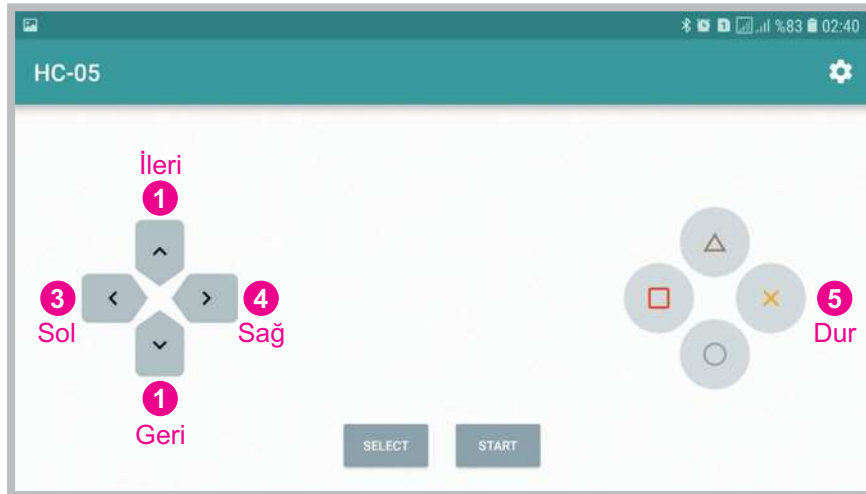 %83 02:40
HC-05
İleri
1
3
4
5
Sol
Sağ
Dur
1
Geri
SELECT
START